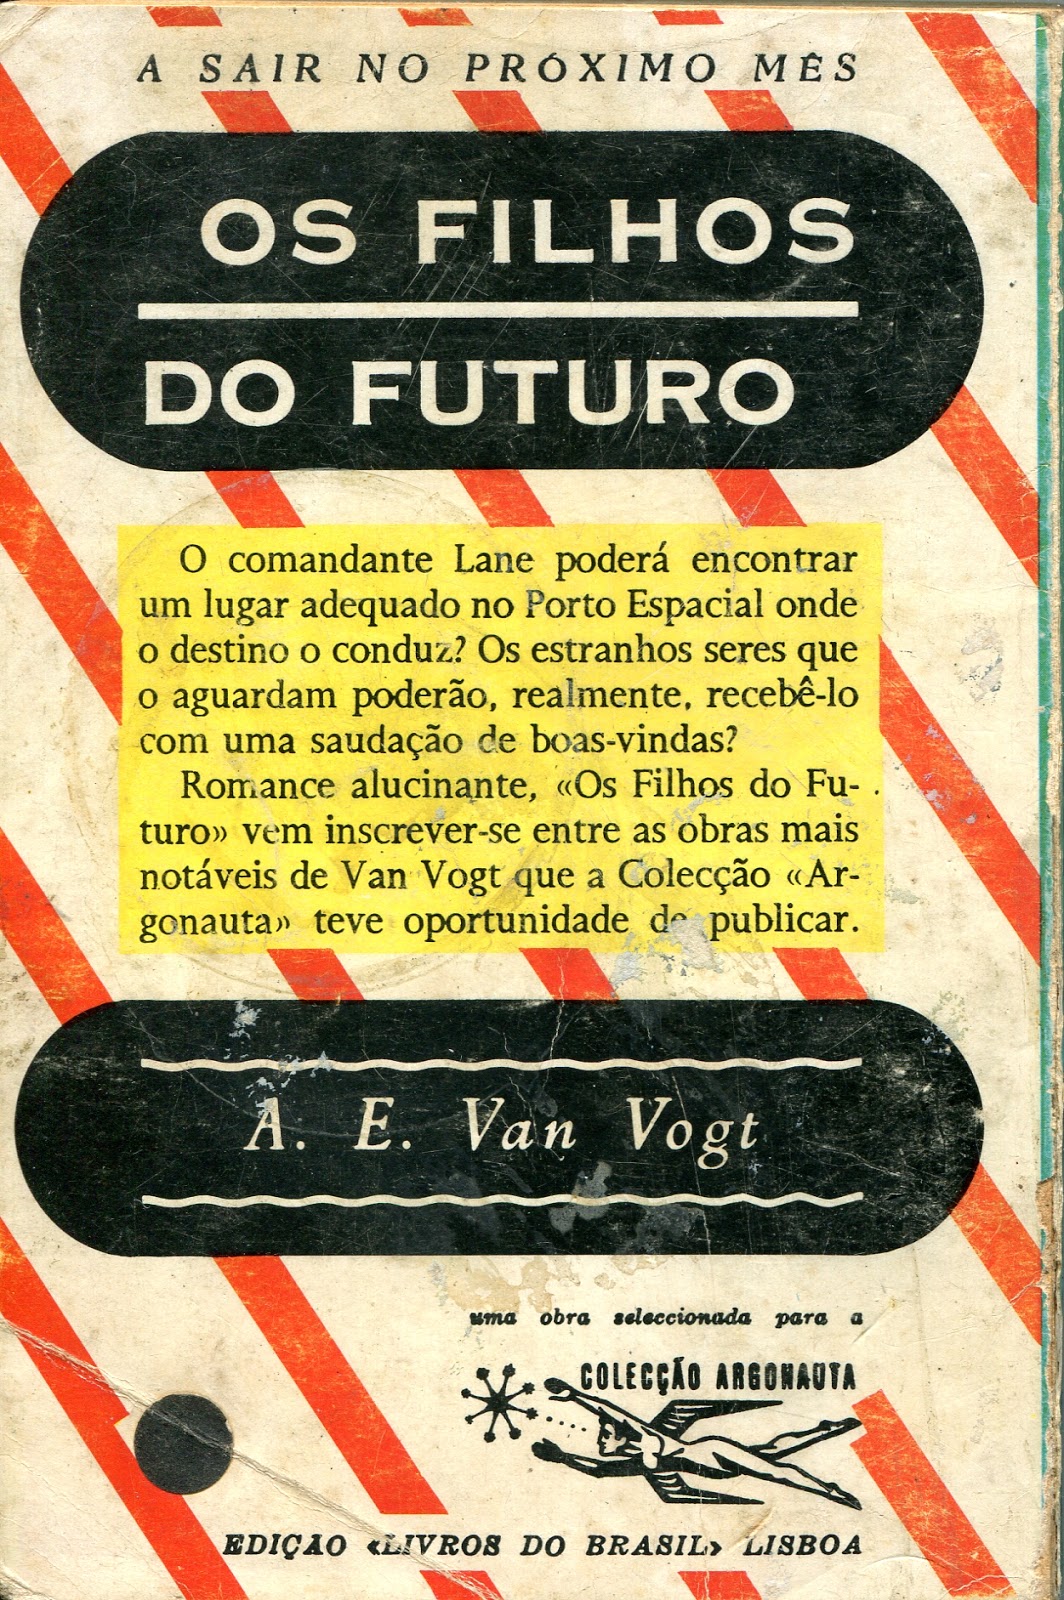 A SAIR NO PRÓXIMO MÊS
OS FILHOS
DO FUTURO
O comandante Lane poderá encontrar
um lugar adequado no Porto Espacial onde
o destino o conduz? Os estranhos seres que
o aguardam poderão, realmente, recebê-lo
com uma saudação de boas-vindas?
Romance alucinante, «Os Filhos do Fu-
turo» vem inscrever-se entre as obras mais
notáveis de Van Vogt que a Colecção «Ar-
gonauta» teve oportunidade de publicar.
A. E. Van Vogt
uma obra seleccionada para a
COLECÇÃO ARGONAUTA
EDIÇÃO «LIVROS DO BRASIL» LISBOA